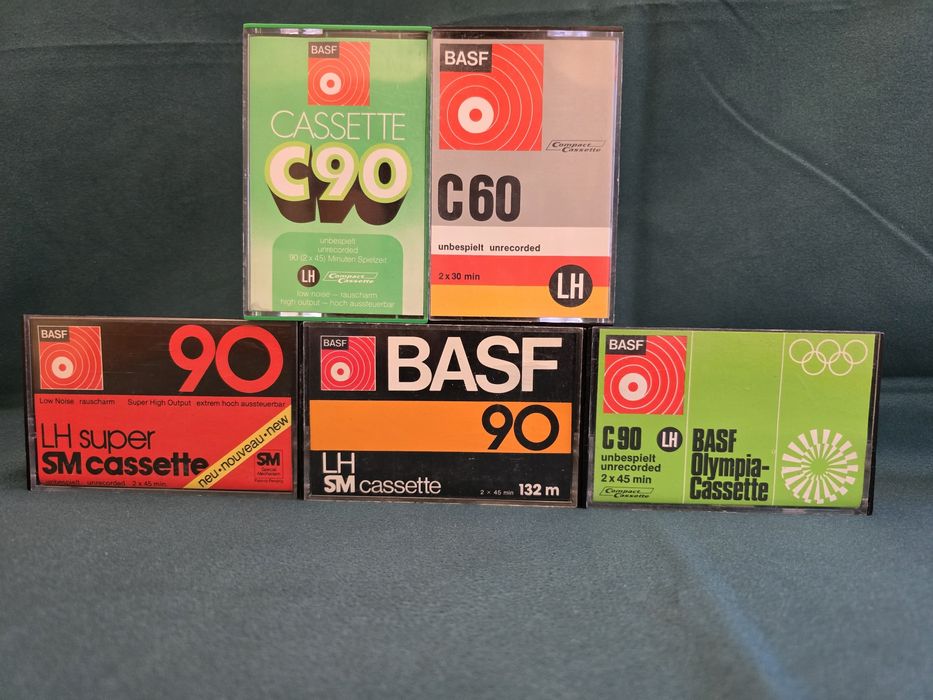 BASF
CASSETTE
C90
unbespielt
unrecorded
90 (2 x 45) Minuten Spielzeit
LH Compact Cassette
low noise – rauscharm
high output – hoch aussteuerbar
BASF
Compact Cassette
C 60
unbespielt unrecorded
2 x 30 min
LH
BASF
90
Low Noise rauscharm Super High Output extrem hoch aussteuerbar
LH super
SM cassette
neu • nouveau • new
SM
Special
Mechanism
unbespielt unrecorded 2 x 45 min
BASF
BASF
90
LH
SM cassette
2 x 45 min 132 m
BASF
C 90 LH
unbespielt
unrecorded
2 x 45 min
Compact Cassette
BASF
Olympia-
Cassette